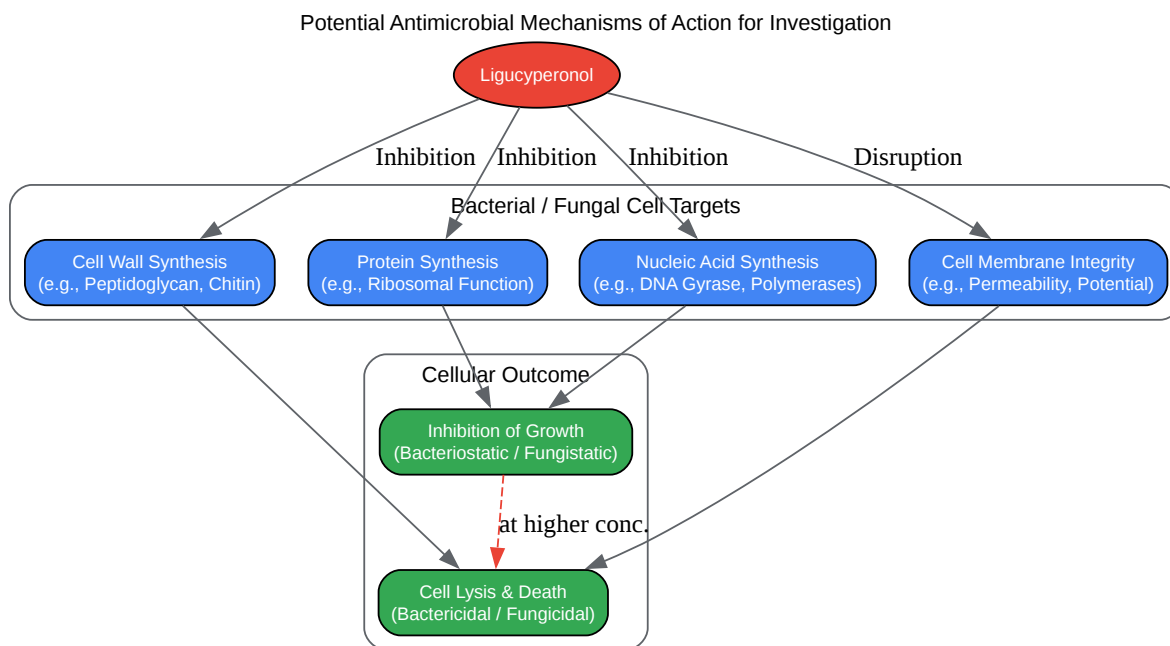 Potential Antimicrobial Mechanisms of Action for Investigation
Ligucyperonol
Inhibition
Inhibition
Inhibition
Disruption
Bacterial / Fungal Cell Targets
Cell Wall Synthesis
(e.g., Peptidoglycan, Chitin)
Protein Synthesis
(e.g., Ribosomal Function)
Nucleic Acid Synthesis
(e.g., DNA Gyrase, Polymerases)
Cell Membrane Integrity
(e.g., Permeability, Potential)
Cellular Outcome
Inhibition of Growth
(Bacteriostatic / Fungistatic)
at higher conc.
Cell Lysis & Death
(Bactericidal / Fungicidal)